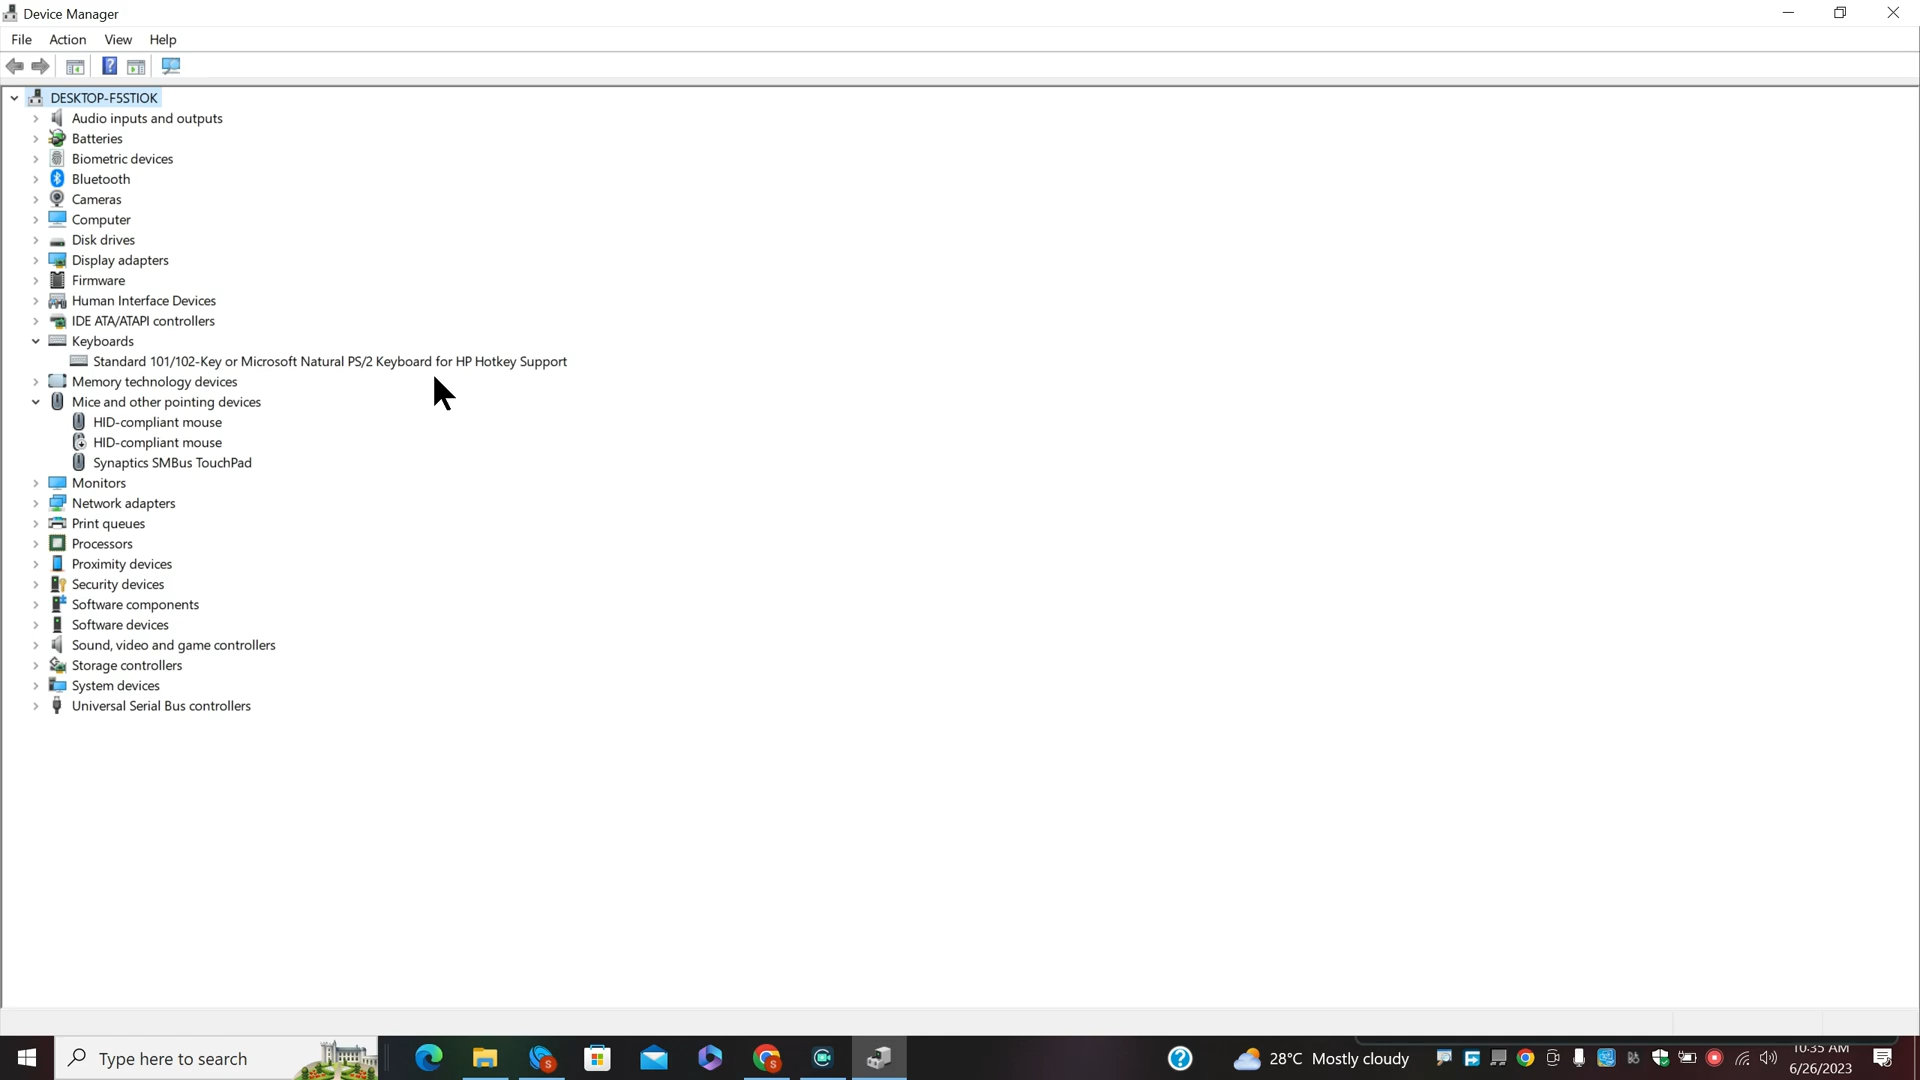 Device Manager
File Action View Help
DESKTOP-F5STIOK
Audio inputs and outputs
Batteries
Biometric devices
Bluetooth
Cameras
Computer
Disk drives
Display adapters
Firmware
Human Interface Devices
IDE ATA/ATAPI controllers
Keyboards
Standard 101/102-Key or Microsoft Natural PS/2 Keyboard for HP Hotkey Support
Memory technology devices
Mice and other pointing devices
HID-compliant mouse
HID-compliant mouse
Synaptics SMBus TouchPad
Monitors
Network adapters
Print queues
Processors
Proximity devices
Security devices
Software components
Software devices
Sound, video and game controllers
Storage controllers
System devices
Universal Serial Bus controllers
Type here to search
28°C Mostly cloudy
10:35 AM
6/26/2023